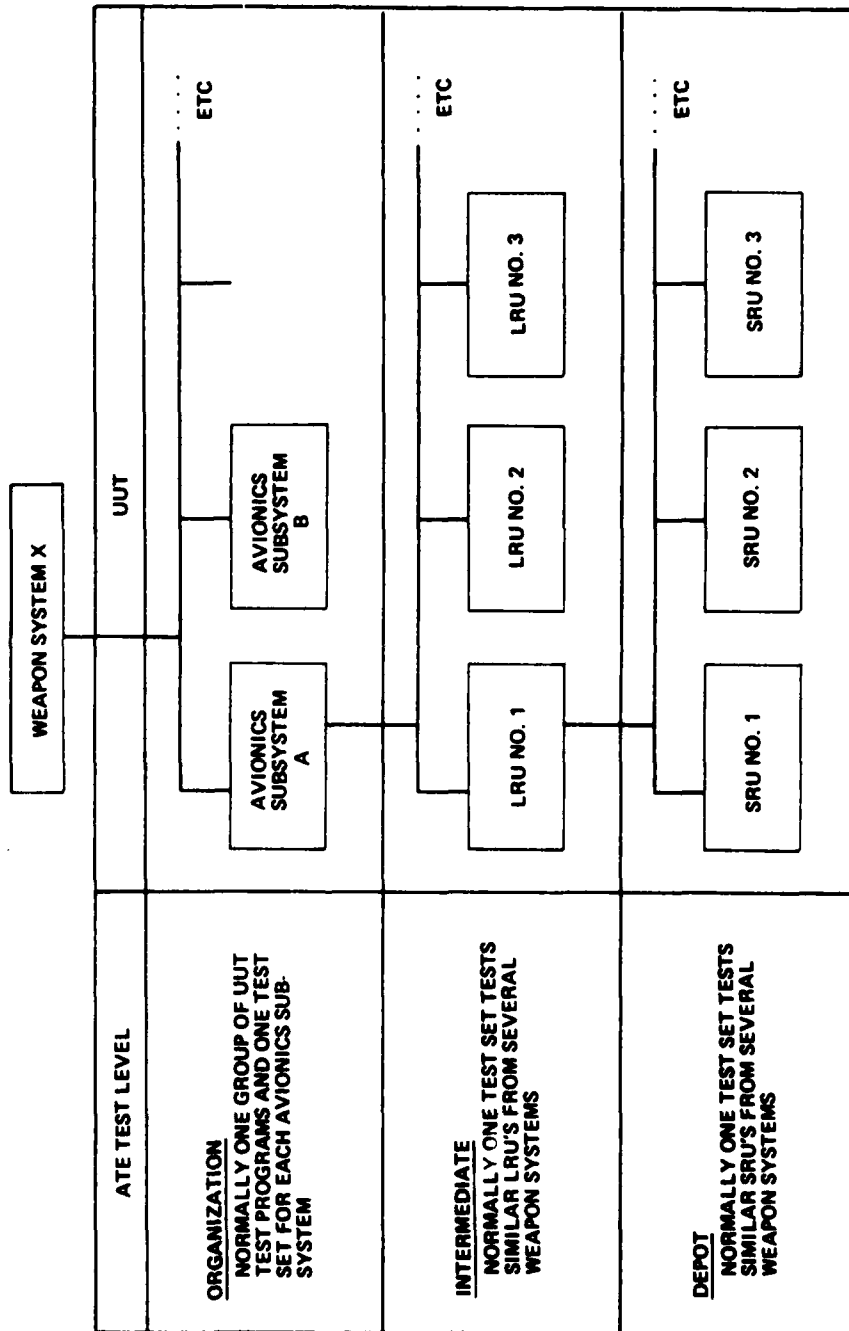 WEAPON SYSTEM X
ATE TEST LEVEL
UUT
ORGANIZATION
NORMALLY ONE GROUP OF UUT
TEST PROGRAMS AND ONE TEST
SET FOR EACH AVIONICS SUB-
SYSTEM
AVIONICS
SUBSYSTEM
A
AVIONICS
SUBSYSTEM
B
.... ETC
INTERMEDIATE
NORMALLY ONE TEST SET TESTS
SIMILAR LRU'S FROM SEVERAL
WEAPON SYSTEMS
LRU NO. 1
LRU NO. 2
LRU NO. 3
.... ETC
DEPOT
NORMALLY ONE TEST SET TESTS
SIMILAR SRU'S FROM SEVERAL
WEAPON SYSTEMS
SRU NO. 1
SRU NO. 2
SRU NO. 3
.... ETC